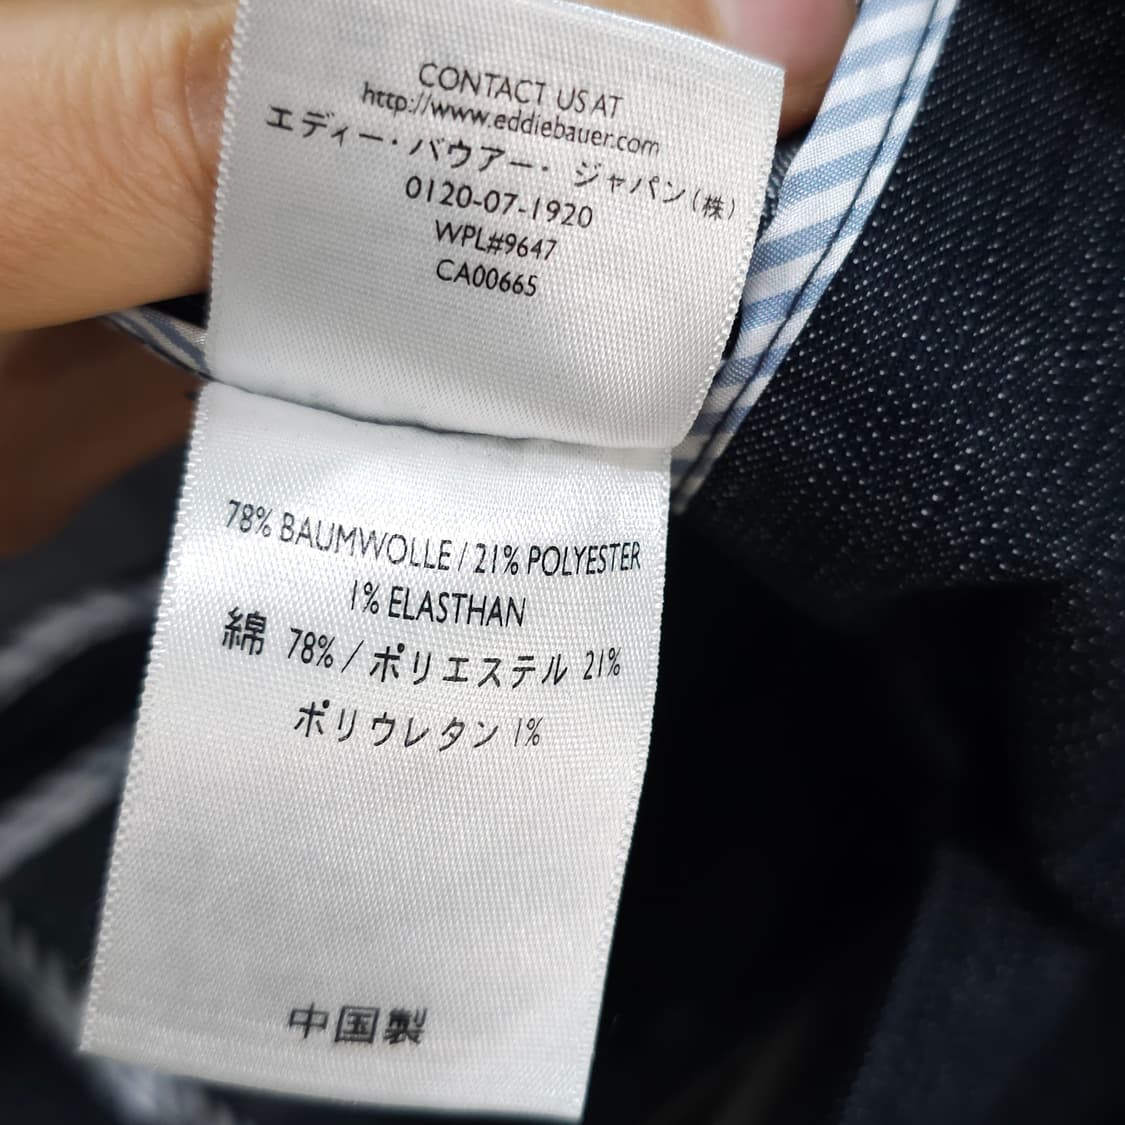 CONTACT US AT
http://www.eddiebauer.com
エディー・バウアー・ジャパン(株)
0120-07-1920
WPL#9647
CA00665
78% BAUMWOLLE / 21% POLYESTER
1% ELASTHAN
綿 78% / ポリエステル 21%
ポリウレタン 1%
中国製